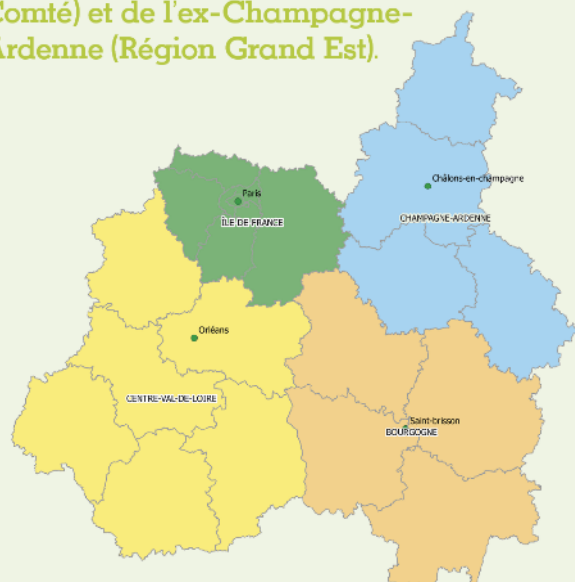 Comté) et de l’ex-Champagne-
Ardenne (Région Grand Est).
Châlons-en-champagne
Paris
CHAMPAGNE-ARDENNE
ÎLE DE FRANCE
Orléans
CENTRE-VAL-DE-LOIRE
Saint-brisson
BOURGOGNE